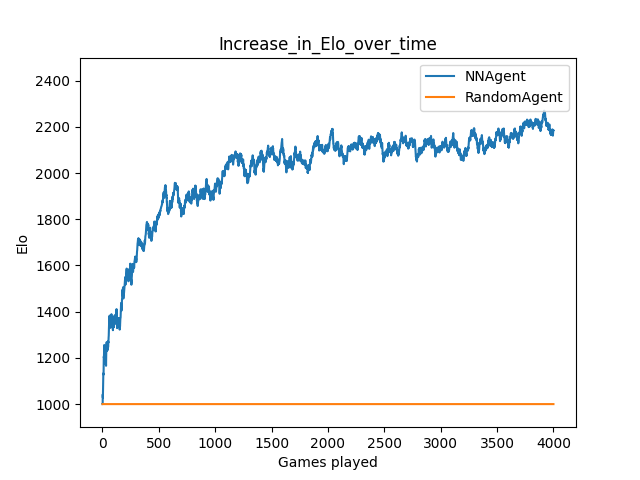 Increase_in_Elo_over_time
NNAgent
RandomAgent
2400
2200
2000
1800
1600
1400
1200
1000
Elo
0 500 1000 1500 2000 2500 3000 3500 4000
Games played